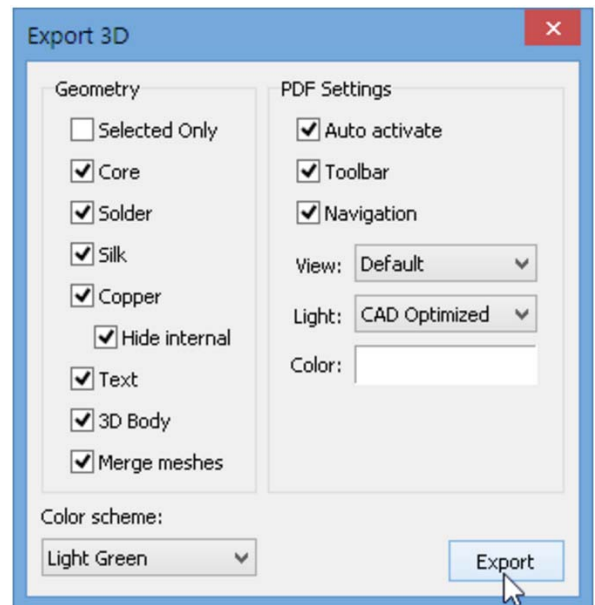 Export 3D
Geometry
Selected Only
Core
Solder
Silk
Copper
Hide internal
Text
3D Body
Merge meshes
PDF Settings
Auto activate
Toolbar
Navigation
View: Default
Light: CAD Optimized
Color:
Color scheme:
Light Green
Export